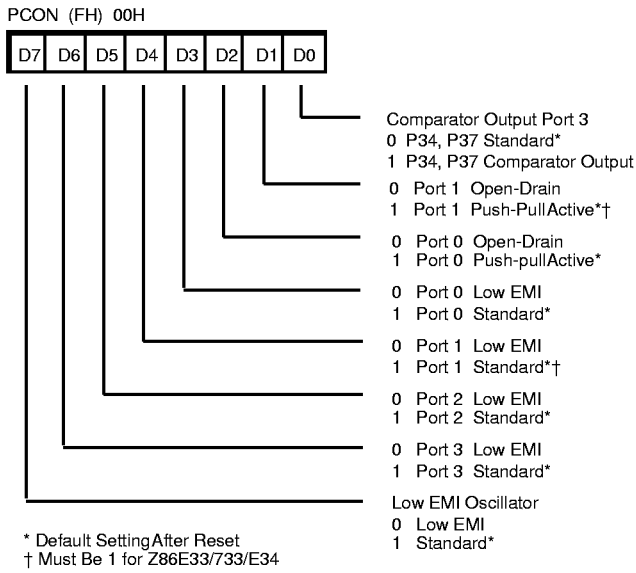 PCON (FH) 00H
D7 D6 D5 D4 D3 D2 D1 D0
Comparator Output Port 3
0 P34, P37 Standard*
1 P34, P37 Comparator Output
0 Port 1 Open-Drain
1 Port 1 Push-PullActive*†
0 Port 0 Open-Drain
1 Port 0 Push-pullActive*
0 Port 0 Low EMI
1 Port 0 Standard*
0 Port 1 Low EMI
1 Port 1 Standard*†
0 Port 2 Low EMI
1 Port 2 Standard*
0 Port 3 Low EMI
1 Port 3 Standard*
Low EMI Oscillator
0 Low EMI
1 Standard*
* Default SettingAfter Reset
† Must Be 1 for Z86E33/733/E34